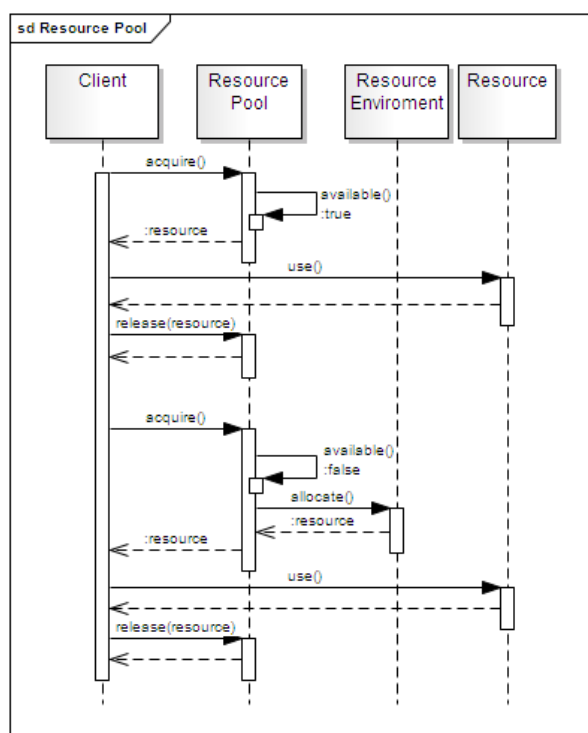 sd Resource Pool
Client
Resource
Pool
Resource
Enviroment
Resource
acquire()
available()
:true
:resource
use()
release(resource)
acquire()
available()
:false
allocate()
:resource
:resource
use()
release(resource)